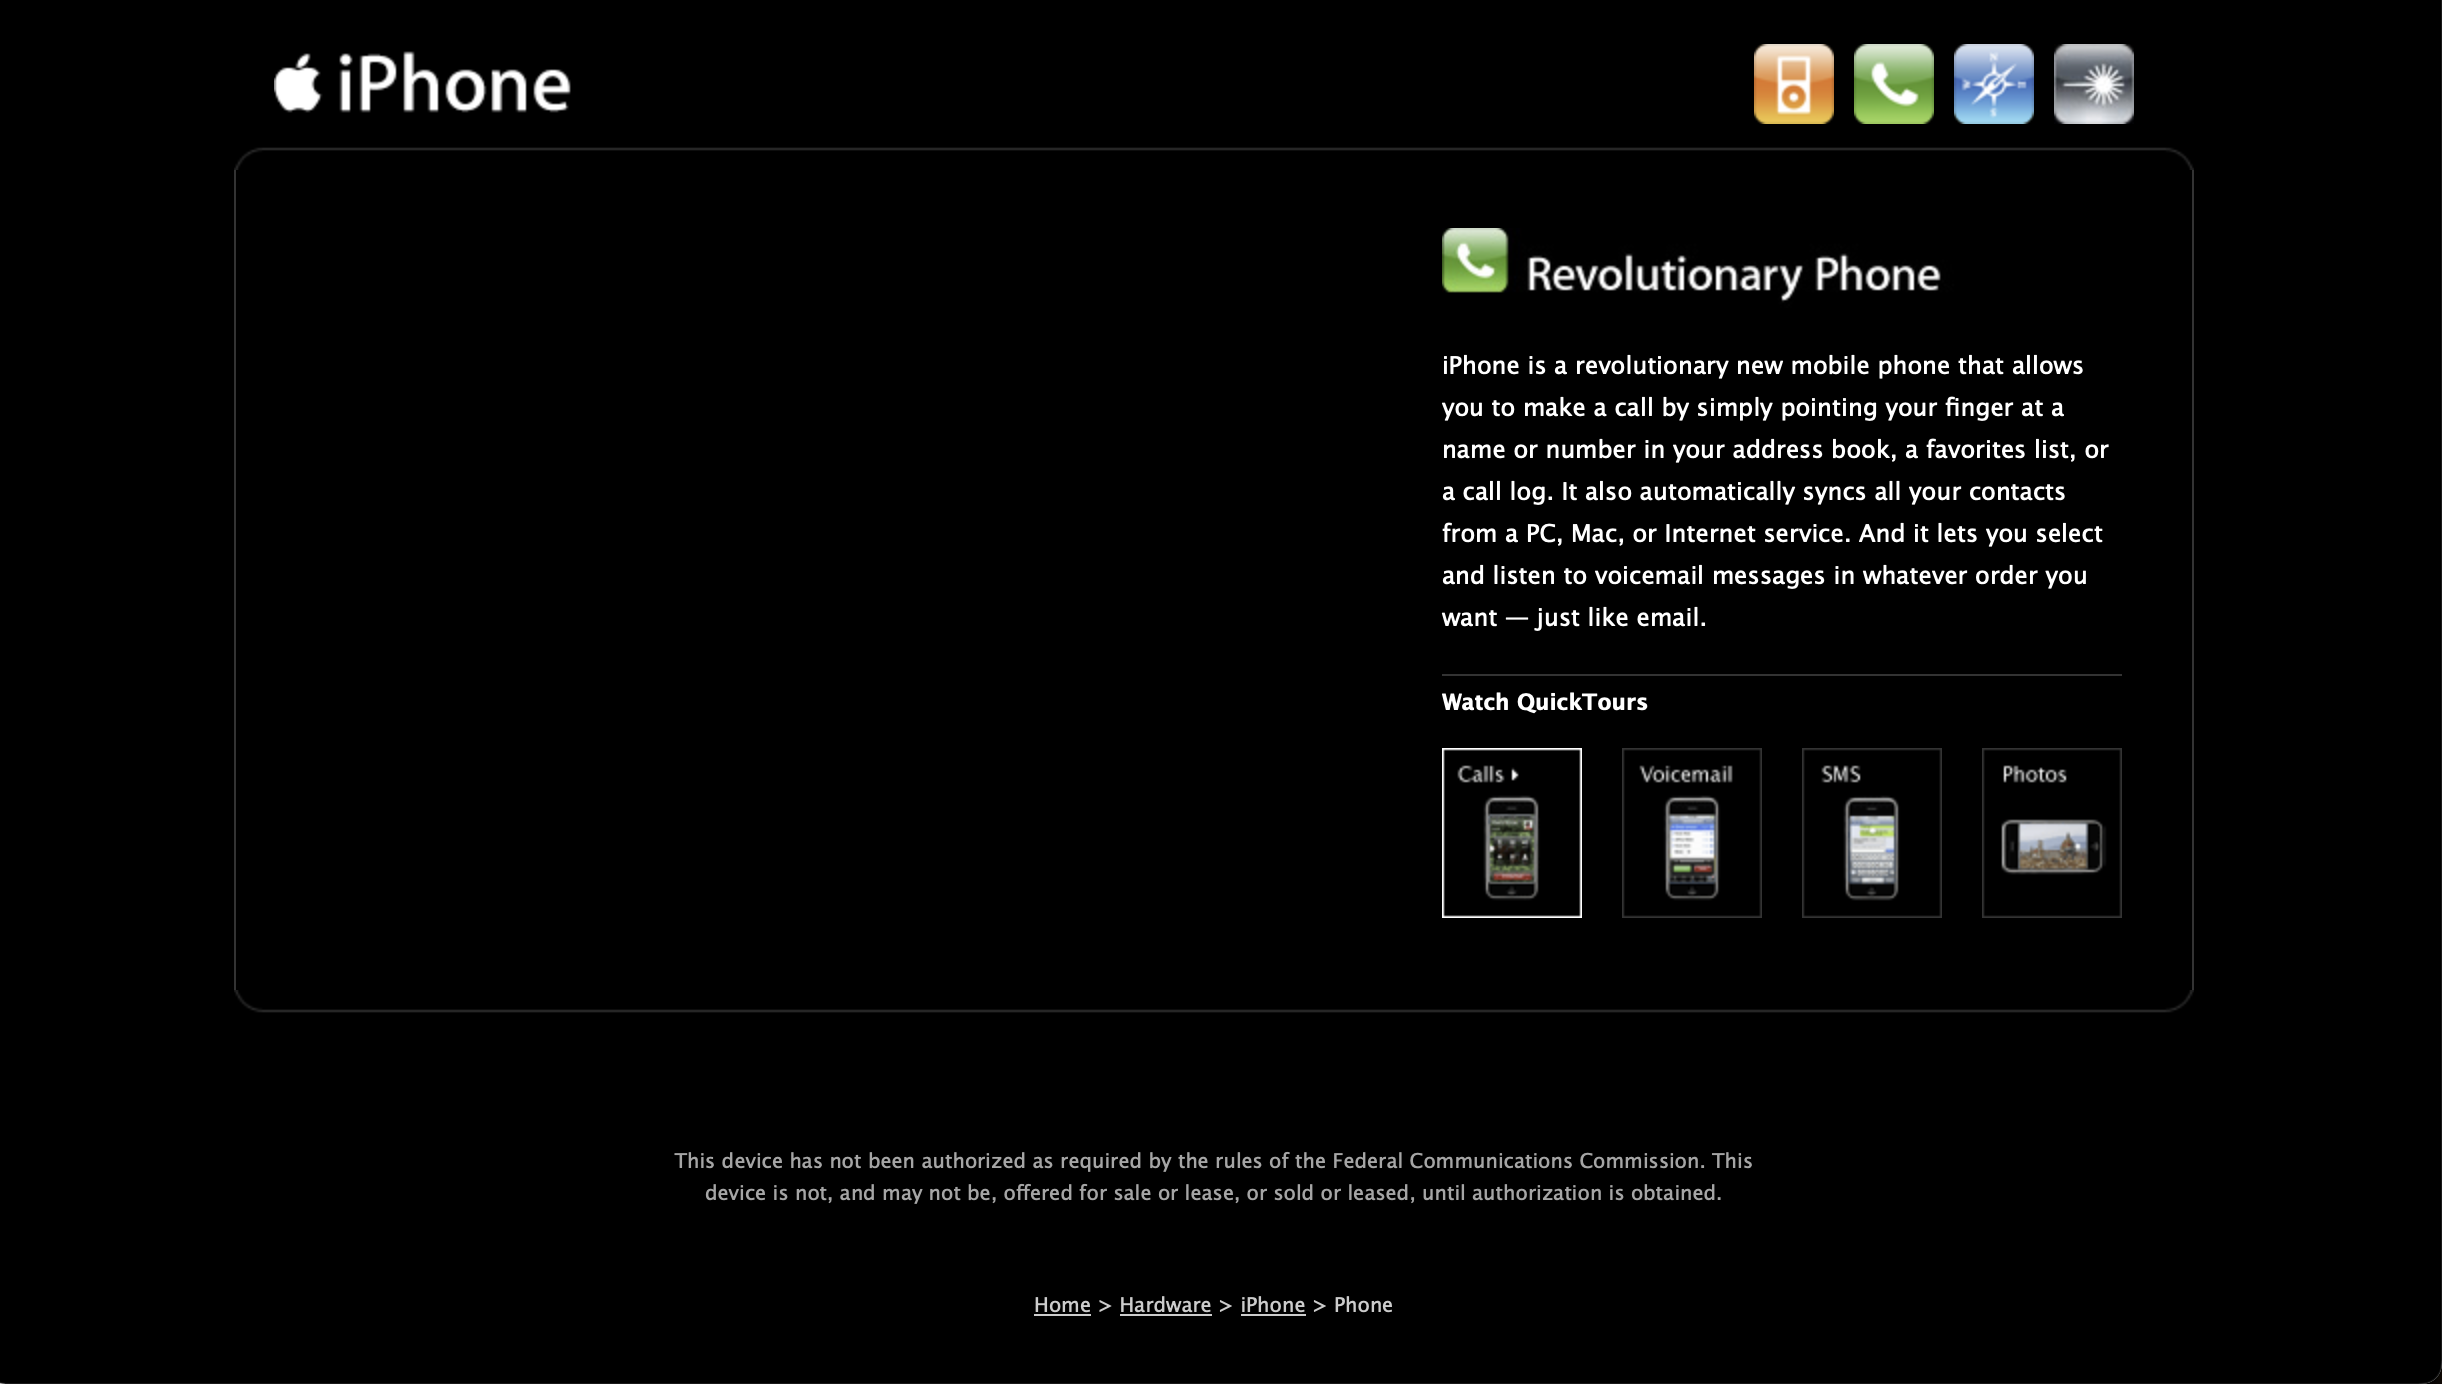 iPhone
Revolutionary Phone
iPhone is a revolutionary new mobile phone that allows
you to make a call by simply pointing your finger at a
name or number in your address book, a favorites list, or
a call log. It also automatically syncs all your contacts
from a PC, Mac, or Internet service. And it lets you select
and listen to voicemail messages in whatever order you
want — just like email.
Watch QuickTours
Calls
Voicemail
SMS
Photos
This device has not been authorized as required by the rules of the Federal Communications Commission. This
device is not, and may not be, offered for sale or lease, or sold or leased, until authorization is obtained.
Home > Hardware > iPhone > Phone